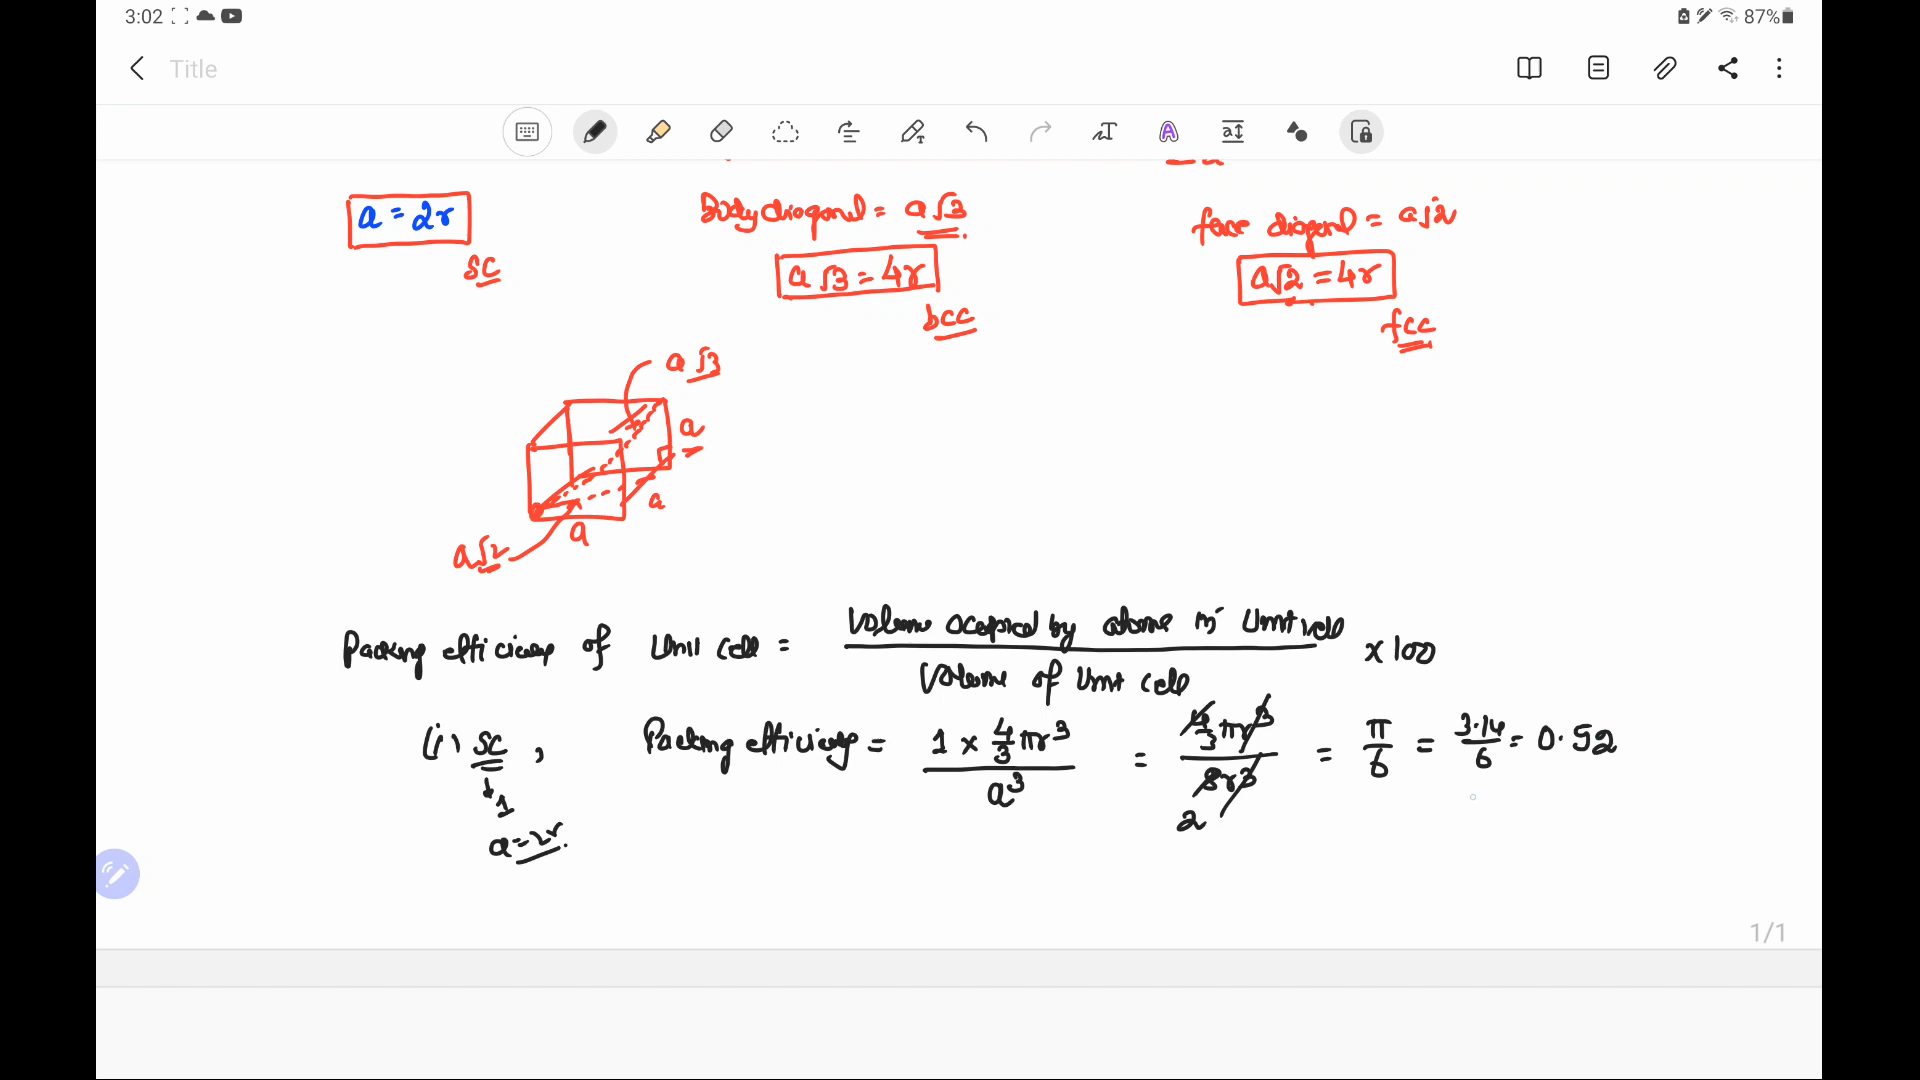 3:02 87%
Title
a = 2r
sc
Body diagonal = a√3
a√3 = 4r
bcc
face diagonal = a√2
a√2 = 4r
fcc
a√3
a
a
a
a√2
Packing efficiency of Unit cell = Volume occupied by atoms in Unit cell / Volume of Unit cell × 100
(i) sc, Packing efficiency = 1 × 4/3 πr³ / a³ = 4/3 πr³ / 8r³ = π/6 = 3.14/6 = 0.52
2
1
a = 2r.
1/1